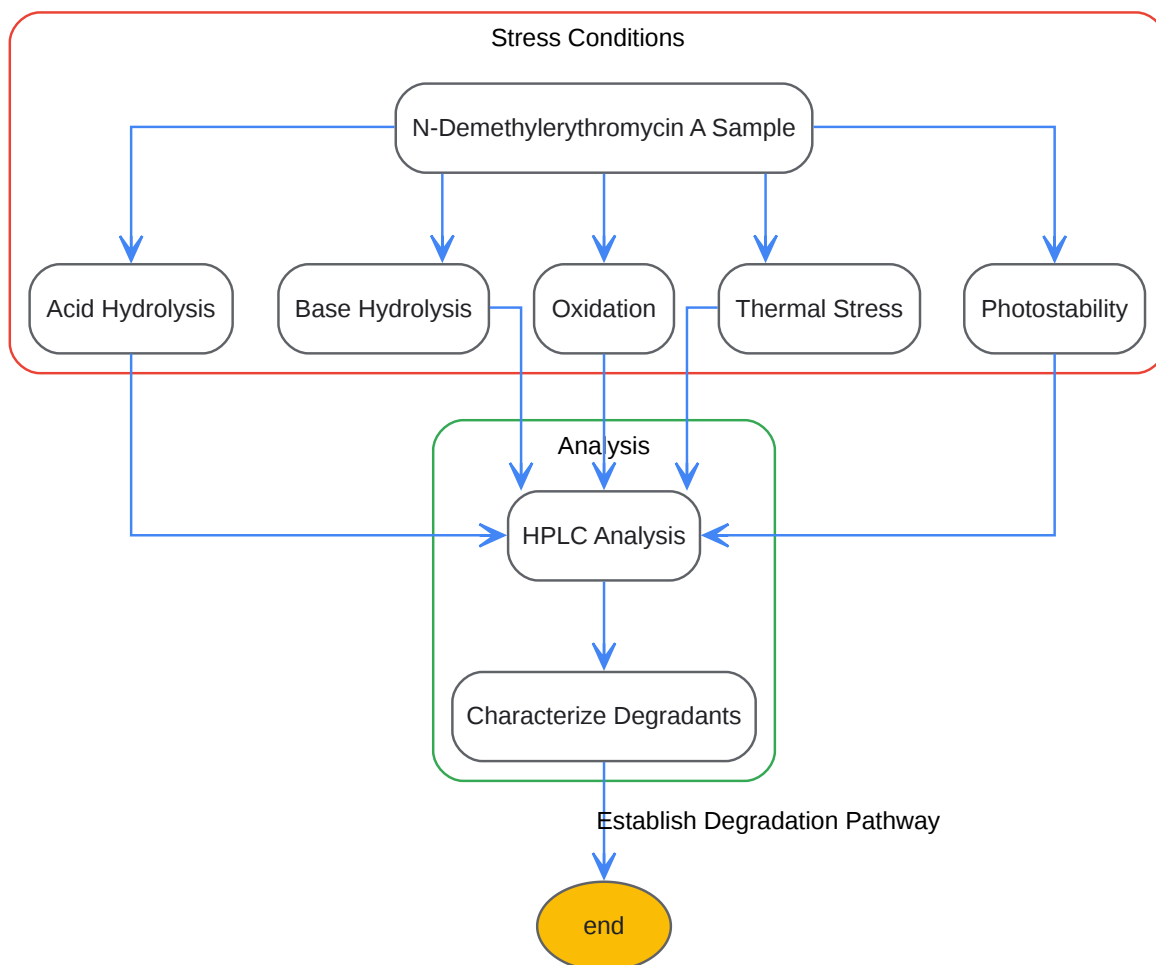 Stress Conditions
N-Demethylerythromycin A Sample
Acid Hydrolysis
Base Hydrolysis
Oxidation
Thermal Stress
Photostability
Analysis
HPLC Analysis
Characterize Degradants
Establish Degradation Pathway
end